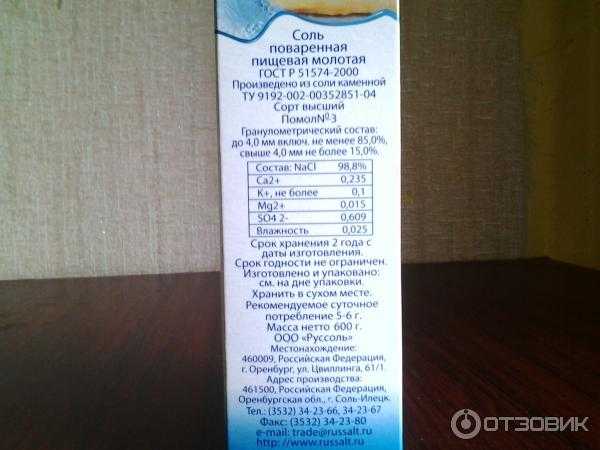 Соль
поваренная
пищевая молотая
ГОСТ Р 51574-2000
Произведено из соли каменной
ТУ 9192-002-00352851-04
Сорт высший
Помол №3
Гранулометрический состав:
до 4,0 мм включ. не менее 85,0%,
свыше 4,0 мм не более 15,0%.
Состав: NaCl 98,8%
Ca2+ 0,235
K+, не более 0,1
Mg2+ 0,015
SO4 2- 0,609
Влажность 0,025
Срок хранения 2 года с
даты изготовления.
Срок годности не ограничен.
Изготовлено и упаковано:
см. на дне упаковки.
Хранить в сухом месте.
Рекомендуемое суточное
потребление 5-6 г.
Масса нетто 600 г.
ООО «Руссоль»
Местонахождение:
460009, Российская Федерация,
г. Оренбург, ул. Цвиллинга, 61/1.
Адрес производства:
461500, Российская Федерация,
Оренбургская обл., г. Соль-Илецк.
Тел.: (3532) 34-23-66, 34-23-67
Факс: (3532) 34-23-80
e-mail: trade@russalt.ru
http://www.russalt.ru
ОТЗОВИК